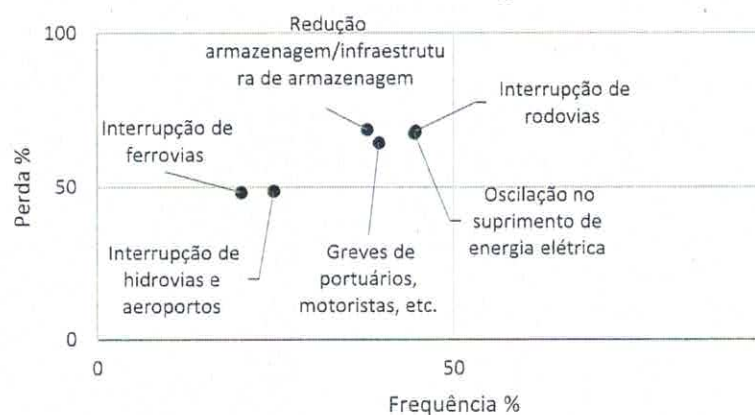 Redução
armazenagem/infraestrutu
ra de armazenagem
100
Interrupção de
rodovias
Interrupção de
ferrovias
Perda %
50
Oscilação no
suprimento de
energia elétrica
Interrupção de
hidrovias e
aeroportos
Greves de
portuários,
motoristas, etc.
0
0
50
Frequência %